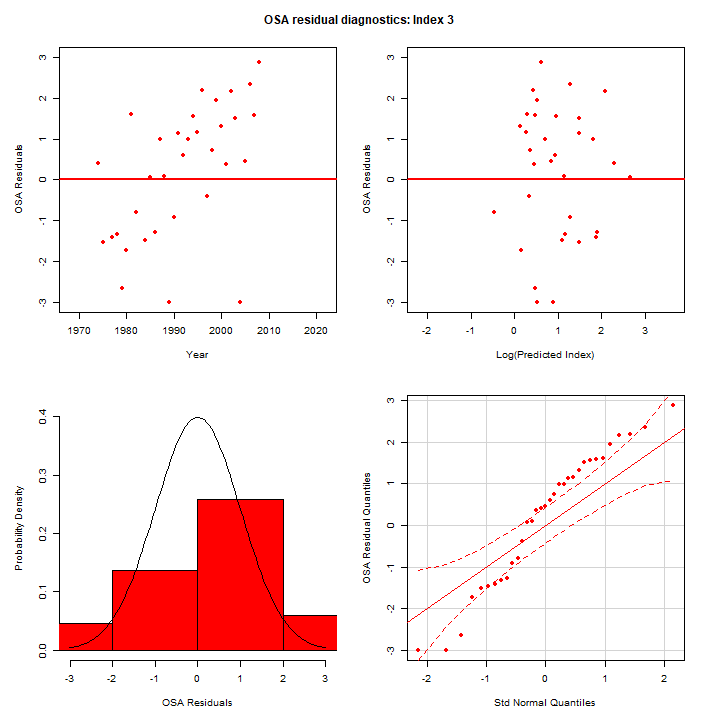 OSA residual diagnostics: Index 3
OSA Residuals
3
2
1
0
-1
-2
-3
1970 1980 1990 2000 2010 2020
Year
OSA Residuals
3
2
1
0
-1
-2
-3
-2 -1 0 1 2 3
Log(Predicted Index)
Probability Density
0.4
0.3
0.2
0.1
0.0
-3 -2 -1 0 1 2 3
OSA Residuals
OSA Residual Quantiles
3
2
1
0
-1
-2
-3
-2 -1 0 1 2
Std Normal Quantiles